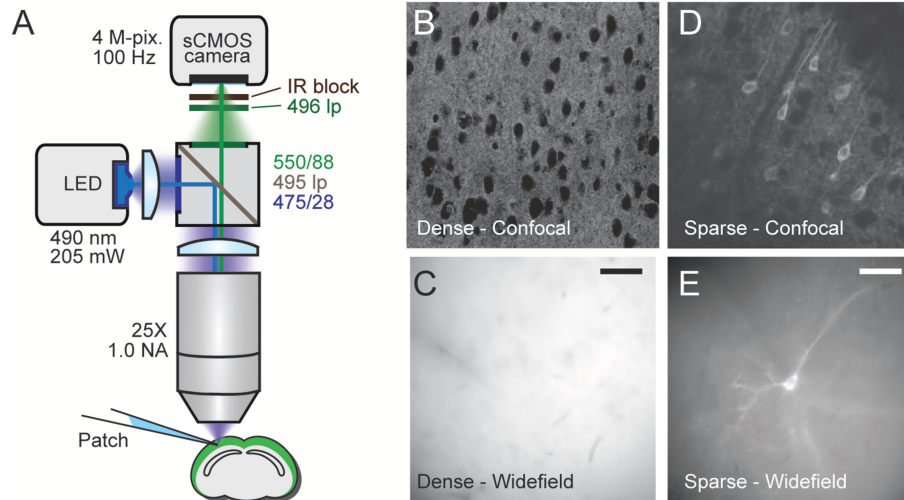 A
4 M-pix.
100 Hz
sCMOS
camera
IR block
496 lp
LED
550/88
495 lp
475/28
490 nm
205 mW
25X
1.0 NA
Patch
B
Dense - Confocal
D
Sparse - Confocal
C
Dense - Widefield
E
Sparse - Widefield